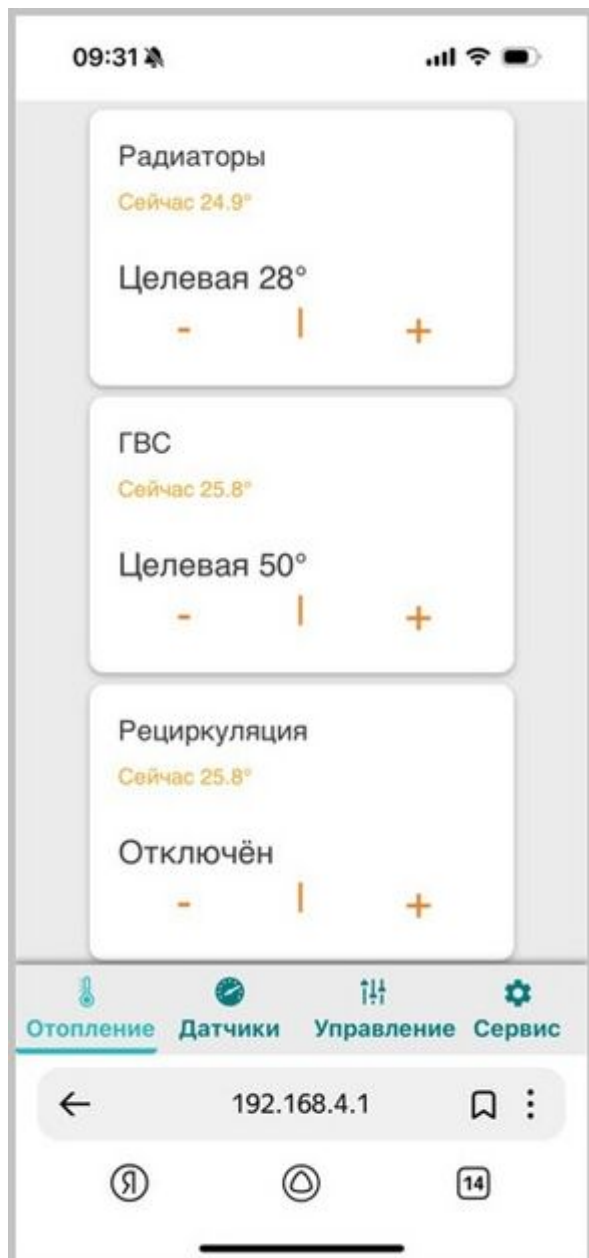 09:31
Радиаторы
Сейчас 24.9°
Целевая 28°
- | +
ГВС
Сейчас 25.8°
Целевая 50°
- | +
Рециркуляция
Сейчас 25.8°
Отключён
- | +
Отопление Датчики Управление Сервис
192.168.4.1
Я 14